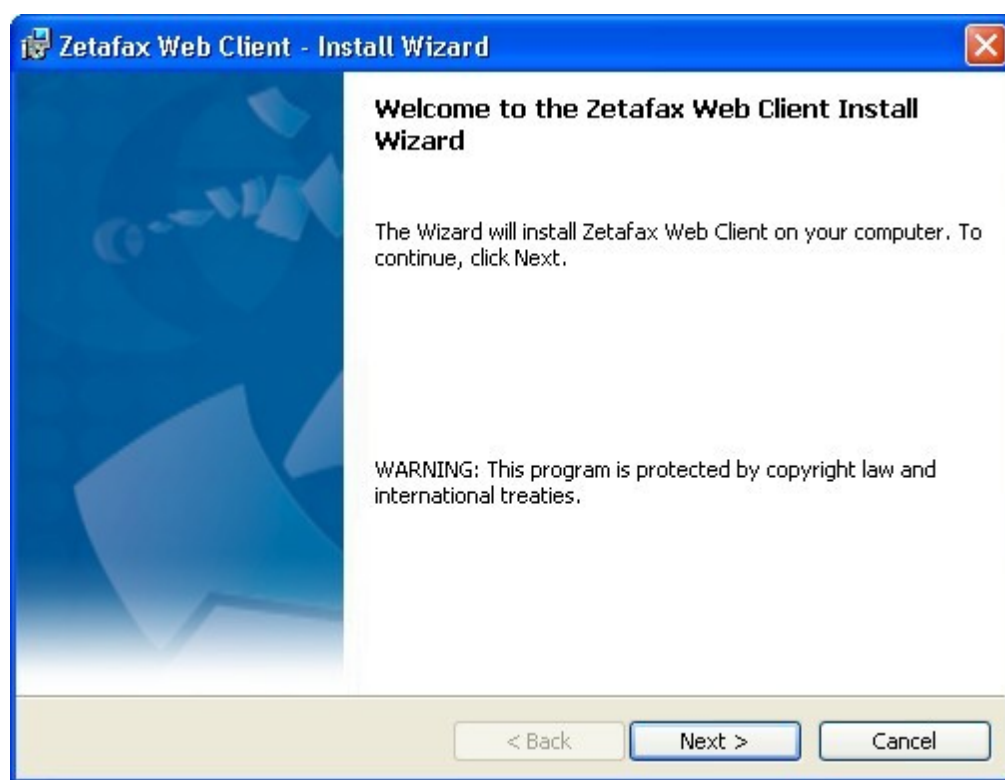 Zetafax Web Client - Install Wizard
Welcome to the Zetafax Web Client Install
Wizard
The Wizard will install Zetafax Web Client on your computer. To
continue, click Next.
WARNING: This program is protected by copyright law and
international treaties.
< Back
Next >
Cancel